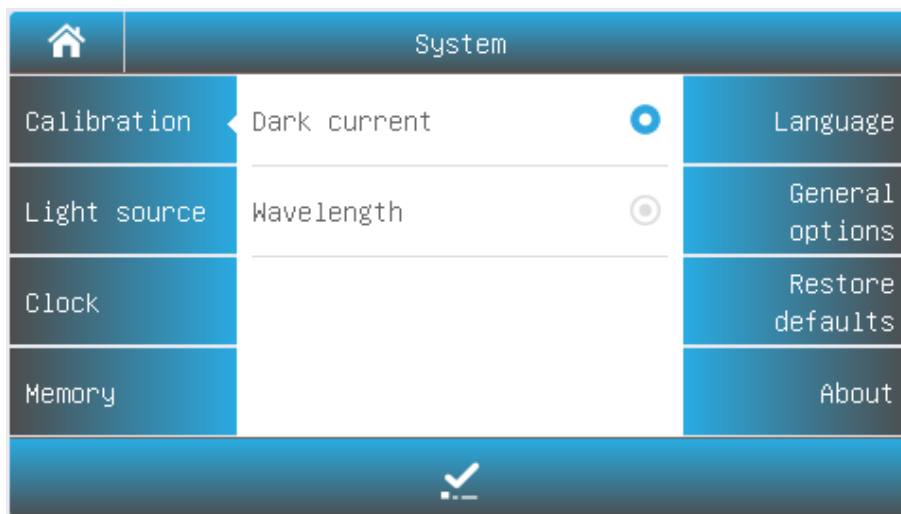 System
Calibration
Dark current
Language
Light source
Wavelength
General
options
Clock
Restore
defaults
Memory
About